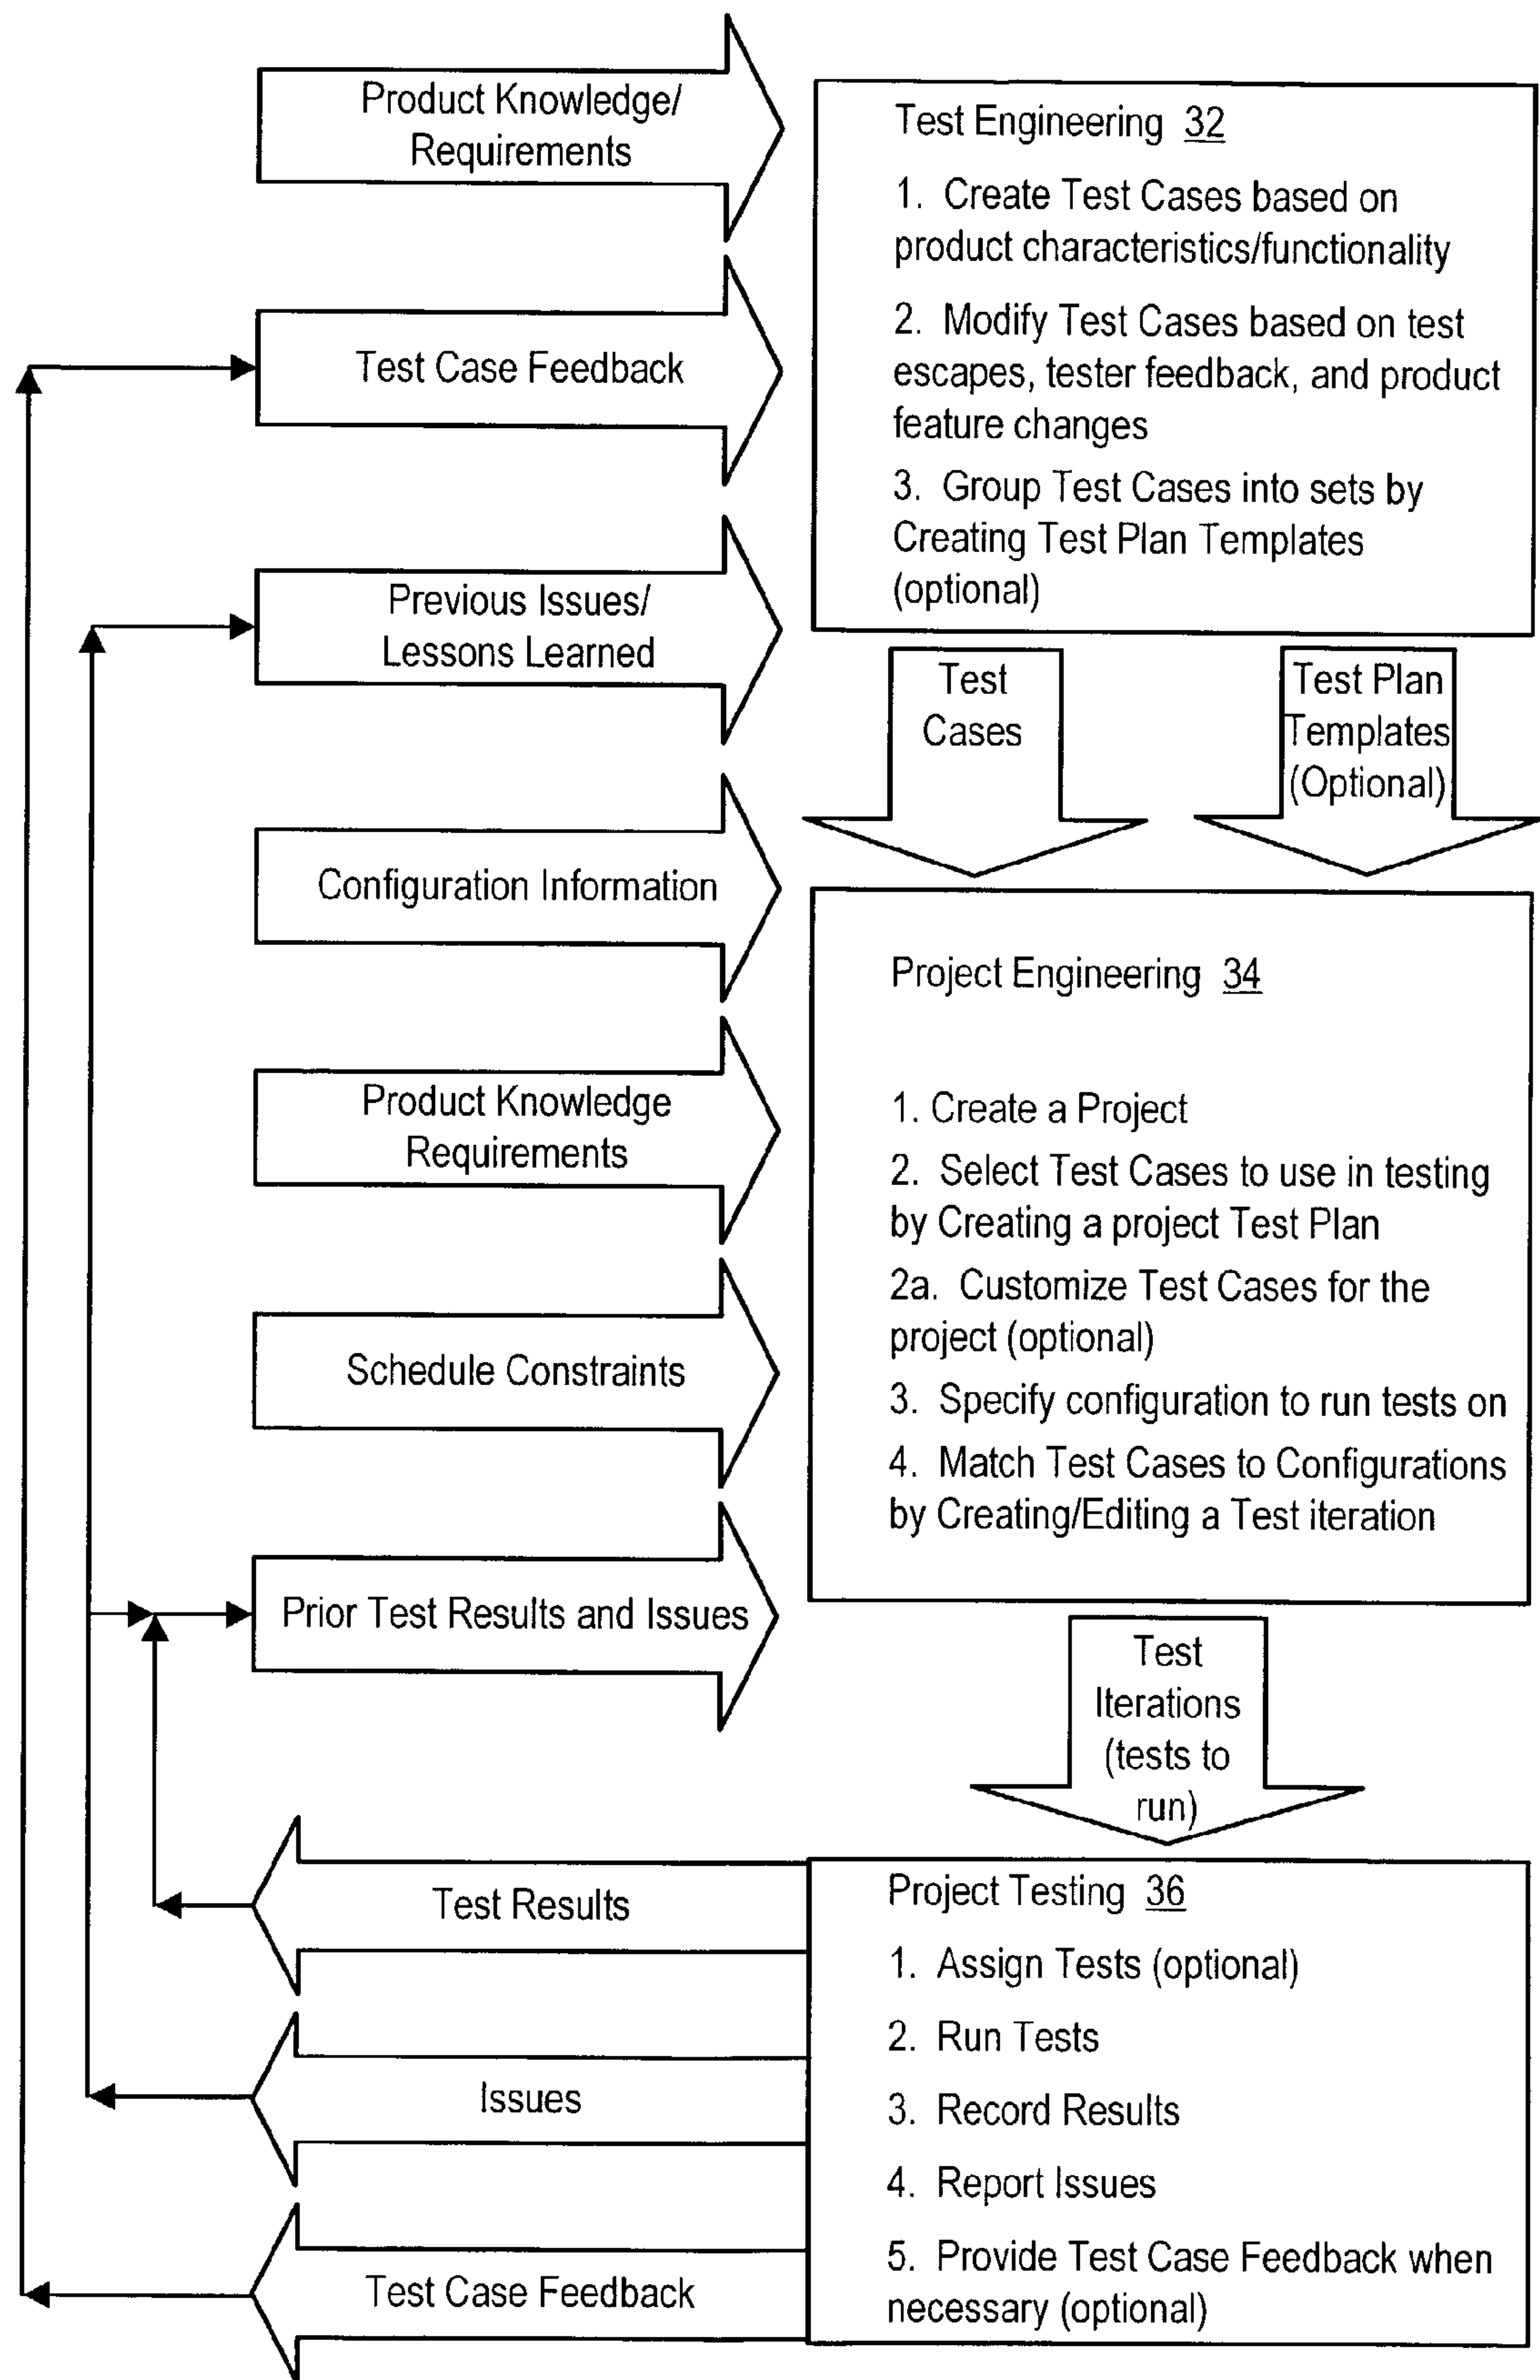 Product Knowledge/
Requirements
Test Case Feedback
Previous Issues/
Lessons Learned
Configuration Information
Product Knowledge
Requirements
Schedule Constraints
Prior Test Results and Issues
Test Engineering 32
1. Create Test Cases based on
product characteristics/functionality
2. Modify Test Cases based on test
escapes, tester feedback, and product
feature changes
3. Group Test Cases into sets by
Creating Test Plan Templates
(optional)
Test
Cases
Test Plan
Templates
(Optional)
Project Engineering 34
1. Create a Project
2. Select Test Cases to use in testing
by Creating a project Test Plan
2a. Customize Test Cases for the
project (optional)
3. Specify configuration to run tests on
4. Match Test Cases to Configurations
by Creating/Editing a Test iteration
Test
Iterations
(tests to
run)
Project Testing 36
1. Assign Tests (optional)
2. Run Tests
3. Record Results
4. Report Issues
5. Provide Test Case Feedback when
necessary (optional)
Test Results
Issues
Test Case Feedback